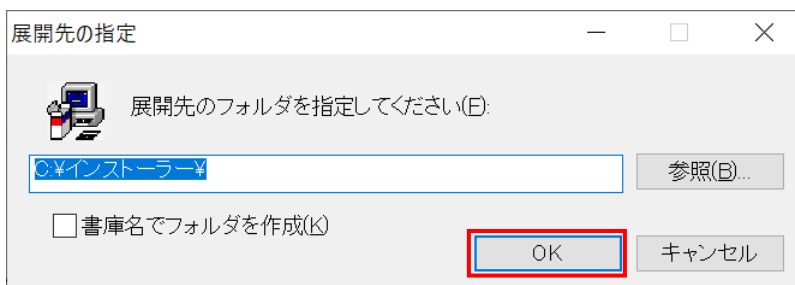 展開先の指定
展開先のフォルダを指定してください(F):
C:¥インストーラー¥
参照(B)...
書庫名でフォルダを作成(K)
OK
キャンセル